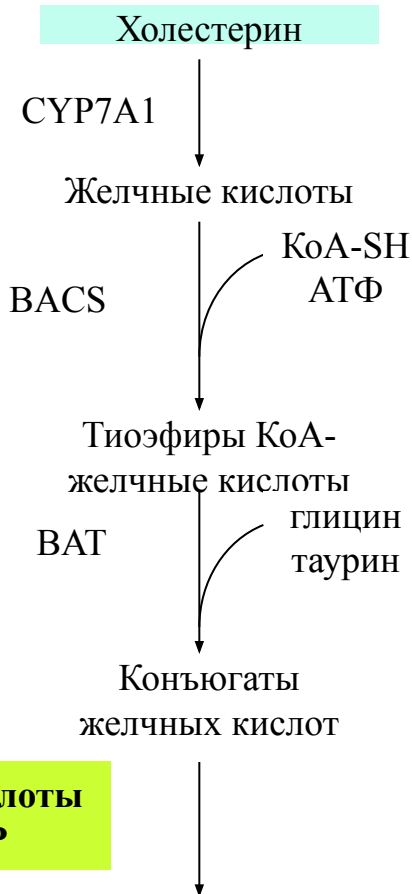 Холестерин
CYP7A1
Желчные кислоты
КоА-SH
АТФ
BACS
Тиоэфиры КоА-
желчные кислоты
глицин
таурин
BAT
Конъюгаты
желчных кислот